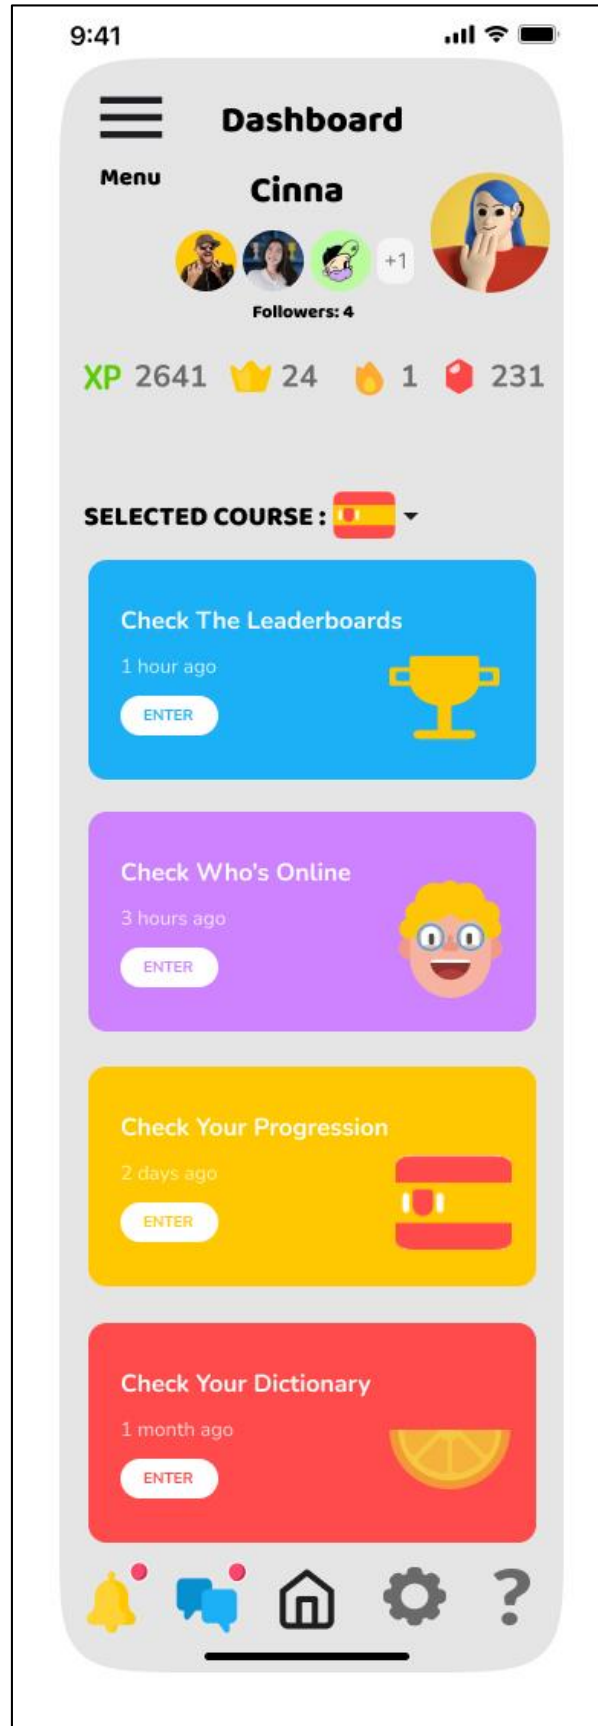 9:41
Dashboard
Menu
Cinna
+1
Followers: 4
XP 2641 24 1 231
SELECTED COURSE :
Check The Leaderboards
1 hour ago
ENTER
Check Who's Online
3 hours ago
ENTER
Check Your Progression
2 days ago
ENTER
Check Your Dictionary
1 month ago
ENTER
?